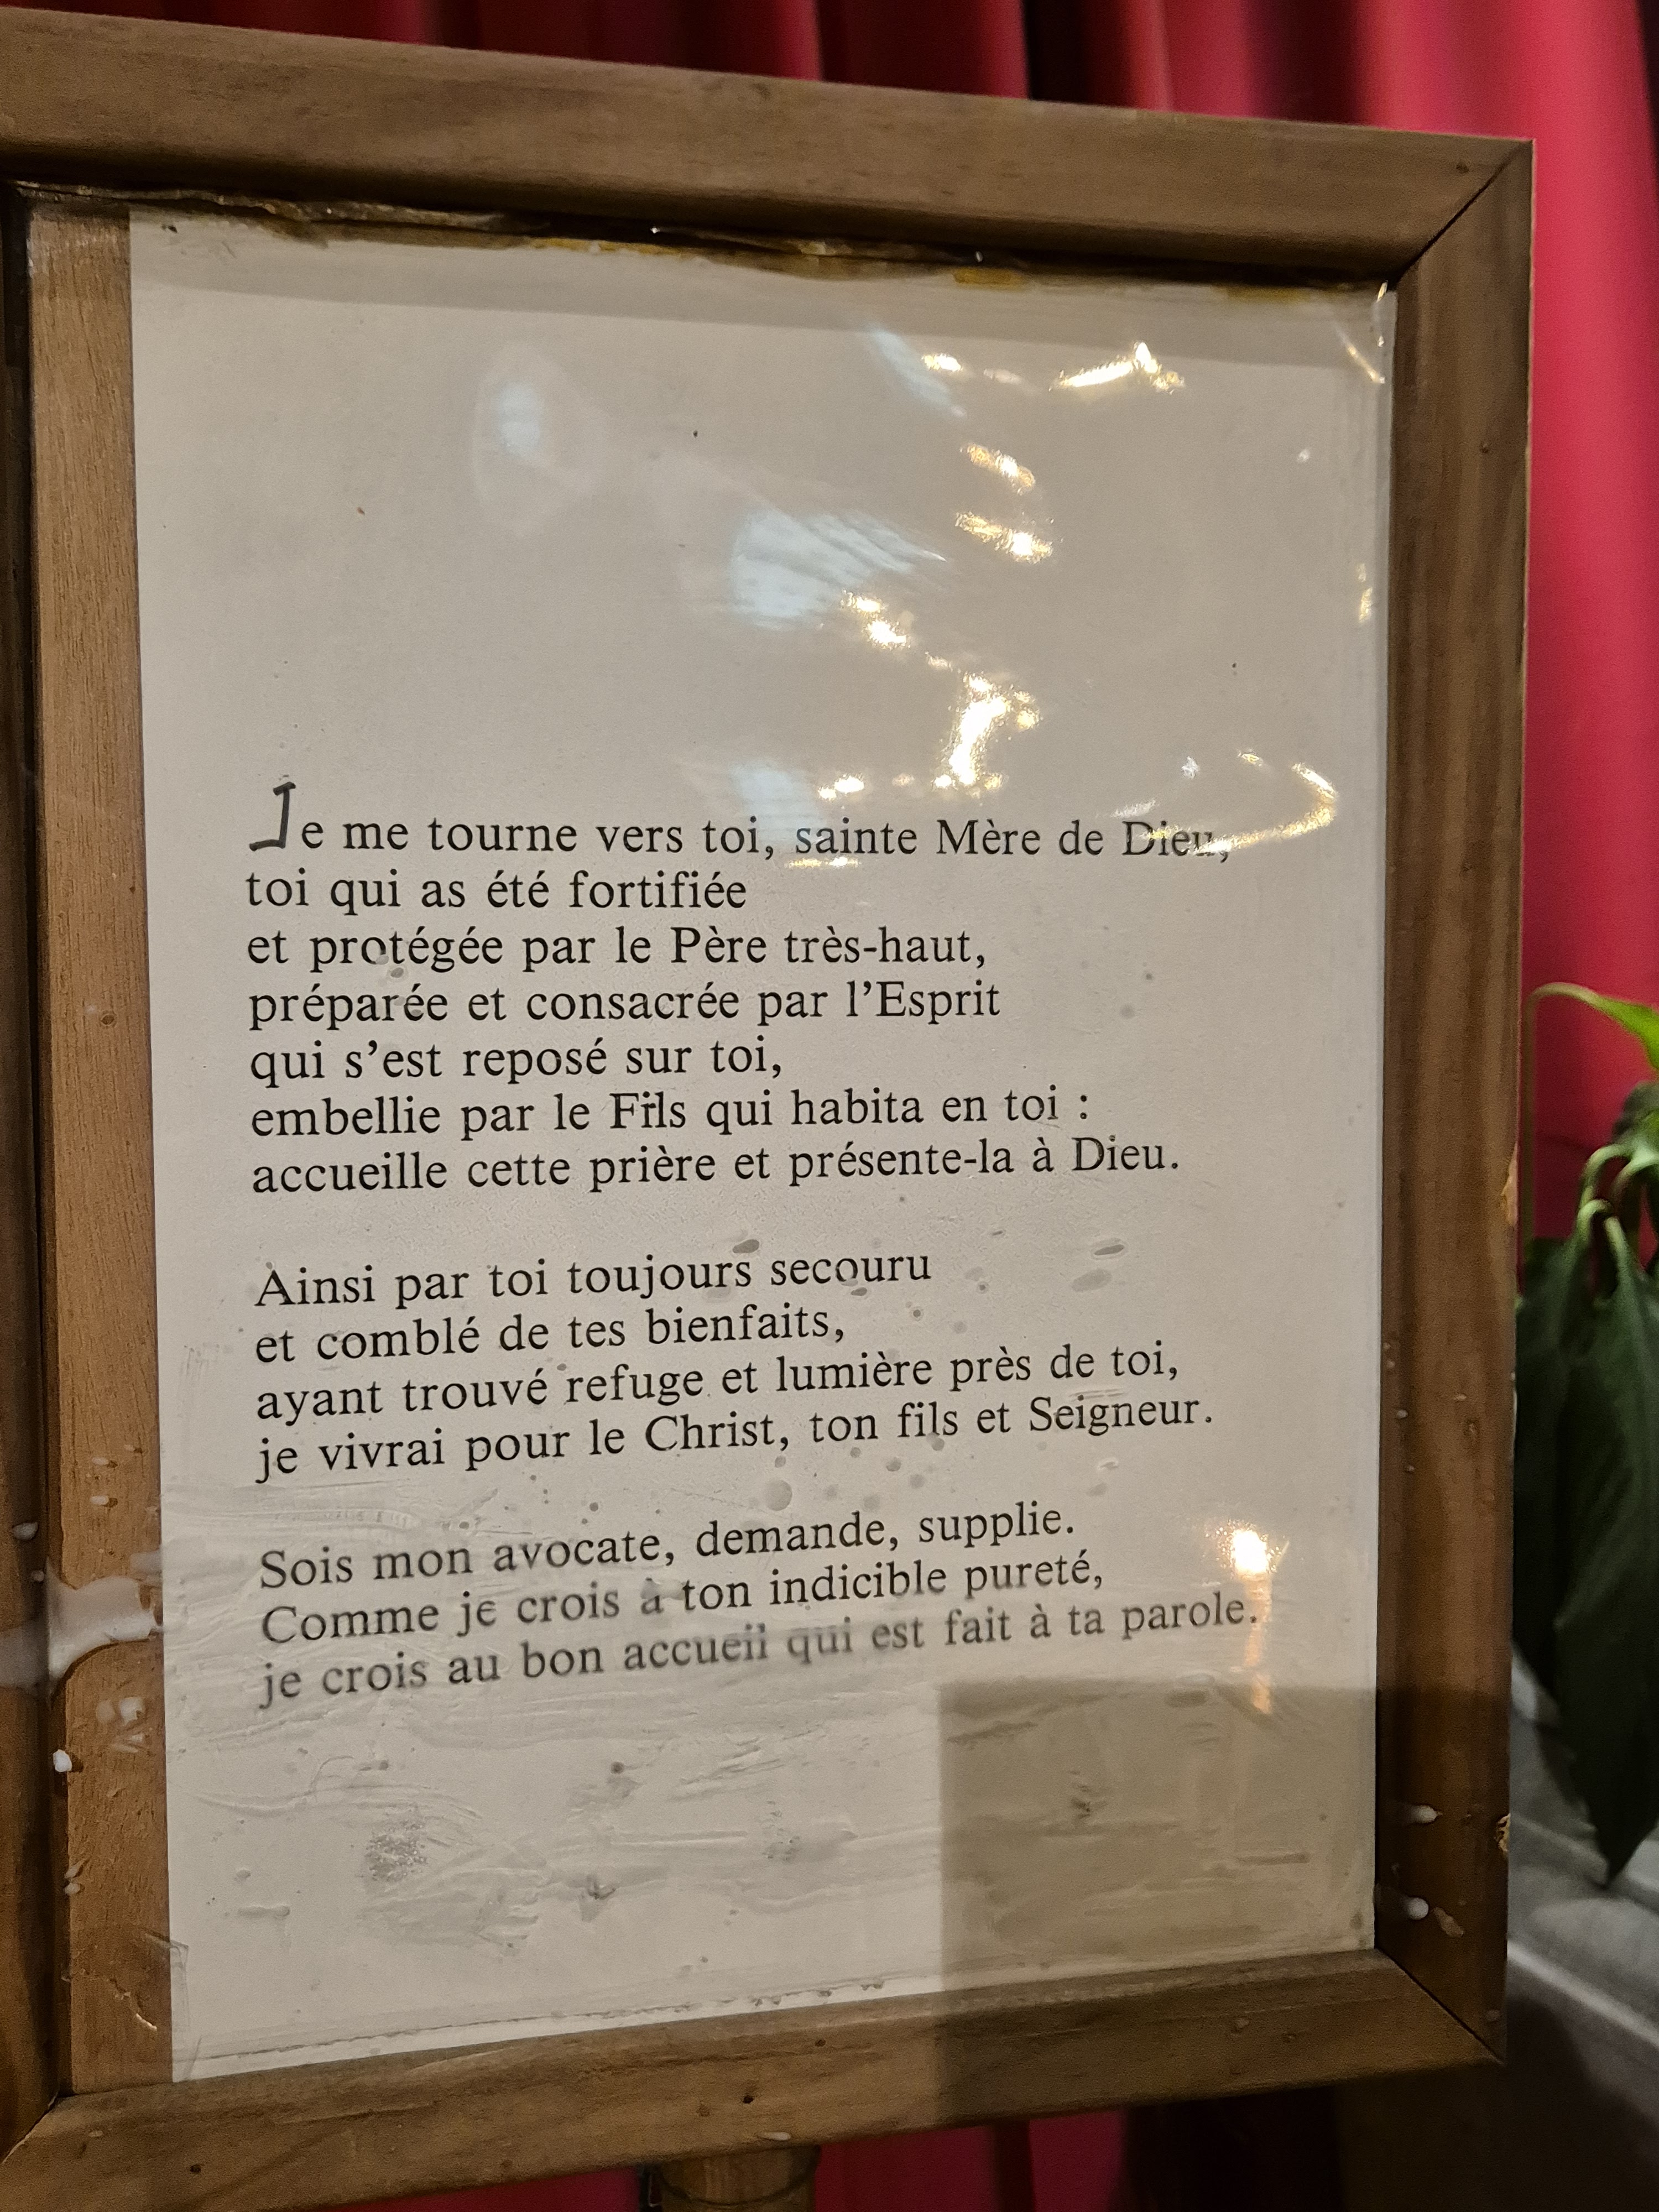 Je me tourne vers toi, sainte Mère de Dieu,
toi qui as été fortifiée
et protégée par le Père très-haut,
préparée et consacrée par l'Esprit
qui s'est reposé sur toi,
embellie par le Fils qui habita en toi :
accueille cette prière et présente-la à Dieu.
Ainsi par toi toujours secouru
et comblé de tes bienfaits,
ayant trouvé refuge et lumière près de toi,
je vivrai pour le Christ, ton fils et Seigneur.
Sois mon avocate, demande, supplie.
Comme je crois à ton indicible pureté,
je crois au bon accueil qui est fait à ta parole.